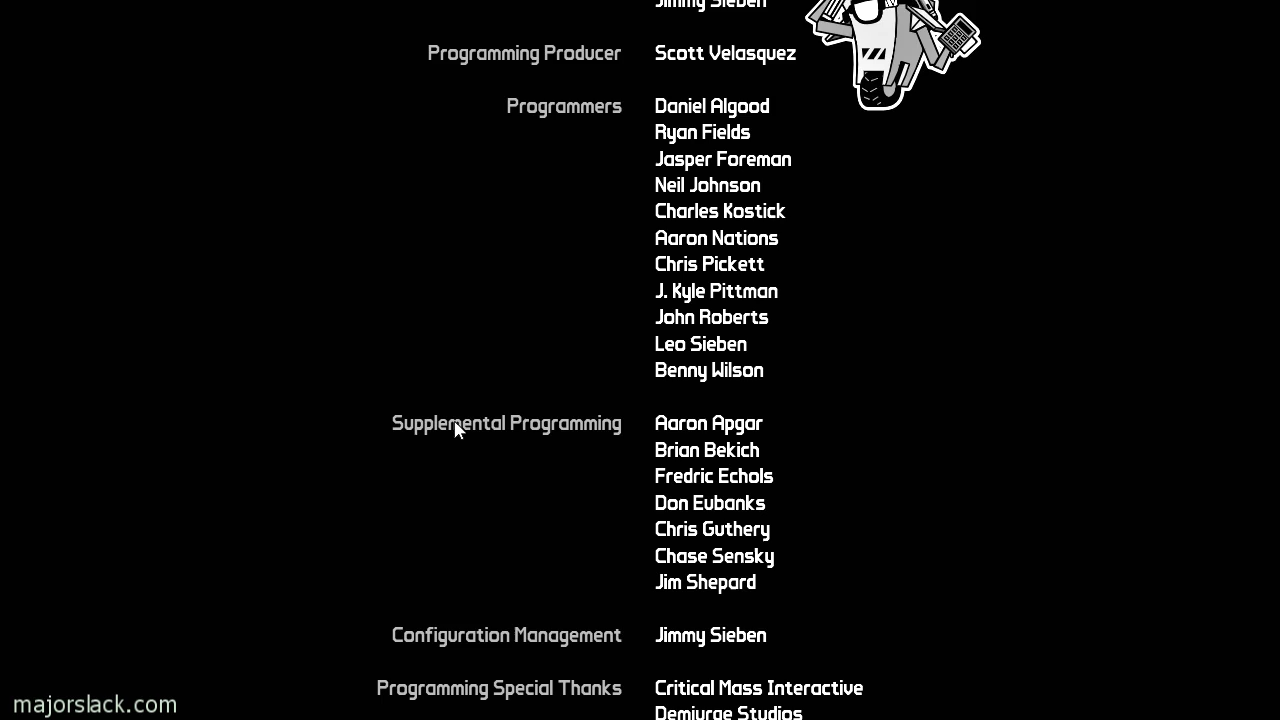 Jimmy Sieben
Programming Producer Scott Velasquez
Programmers Daniel Algood
Ryan Fields
Jasper Foreman
Neil Johnson
Charles Kostick
Aaron Nations
Chris Pickett
J. Kyle Pittman
John Roberts
Leo Sieben
Benny Wilson
Supplemental Programming Aaron Apgar
Brian Bekich
Fredric Echols
Don Eubanks
Chris Guthery
Chase Sensky
Jim Shepard
Configuration Management Jimmy Sieben
Programming Special Thanks Critical Mass Interactive
Demiurge Studios
majorslack.com